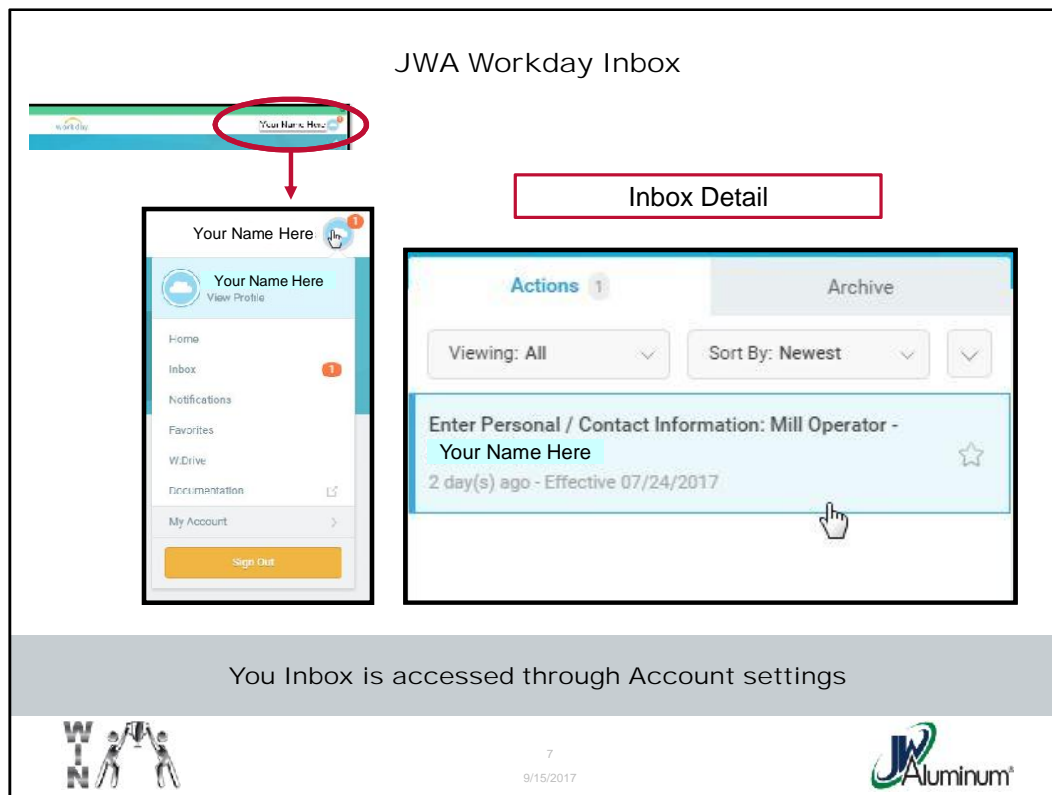 JWA Workday Inbox
workday
Your Name Here
Inbox Detail
Your Name Here
1
Your Name Here
View Profile
Home
Inbox
1
Notifications
Favorites
W:Drive
Documentation
My Account
Sign Out
Actions 1
Archive
Viewing: All
Sort By: Newest
Enter Personal / Contact Information: Mill Operator -
Your Name Here
2 day(s) ago - Effective 07/24/2017
You Inbox is accessed through Account settings
WIN
7
9/15/2017
JW Aluminum